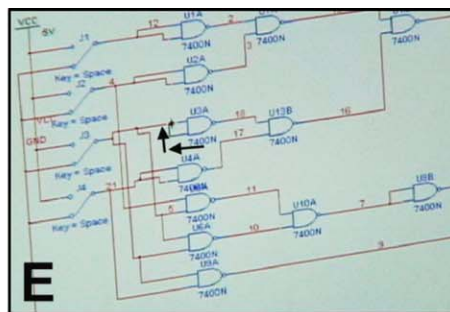 VCC
5V
J1
Key = Space
J2
Key = Space
VCC
GND
J3
Key = Space
J4
Key = Space
12
U1A
7400N
2
7400N
4
U2A
7400N
3
U3A
7400N
18
U13B
7400N
16
17
U4A
21
7400N
11
5
U6A
7400N
10
U10A
7400N
7
U8B
7400N
U9A
7400N
9
E